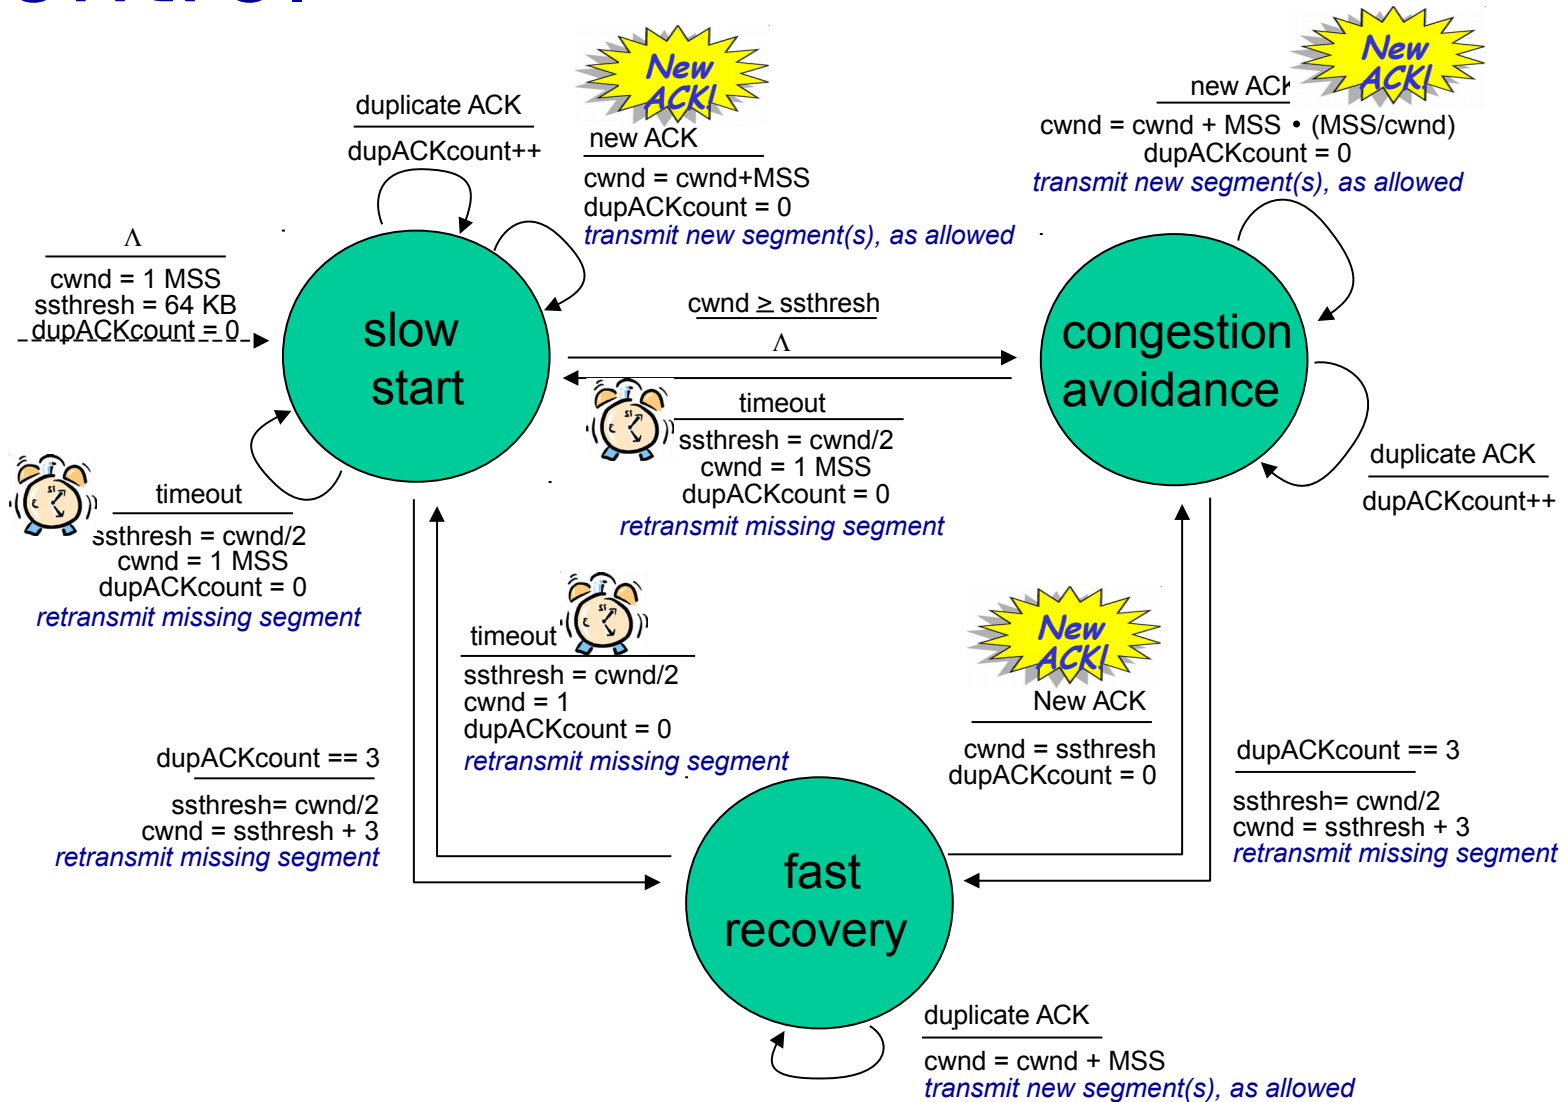 duplicate ACK
dupACKcount++
New
ACK!
new ACK
cwnd = cwnd+MSS
dupACKcount = 0
transmit new segment(s), as allowed
New
ACK!
new ACK
cwnd = cwnd + MSS • (MSS/cwnd)
dupACKcount = 0
transmit new segment(s), as allowed
Λ
cwnd = 1 MSS
ssthresh = 64 KB
dupACKcount = 0
slow
start
cwnd ≥ ssthresh
Λ
congestion
avoidance
timeout
ssthresh = cwnd/2
cwnd = 1 MSS
dupACKcount = 0
retransmit missing segment
duplicate ACK
dupACKcount++
timeout
ssthresh = cwnd/2
cwnd = 1 MSS
dupACKcount = 0
retransmit missing segment
timeout
ssthresh = cwnd/2
cwnd = 1
dupACKcount = 0
retransmit missing segment
New
ACK!
New ACK
cwnd = ssthresh
dupACKcount = 0
dupACKcount == 3
ssthresh= cwnd/2
cwnd = ssthresh + 3
retransmit missing segment
dupACKcount == 3
ssthresh= cwnd/2
cwnd = ssthresh + 3
retransmit missing segment
fast
recovery
duplicate ACK
cwnd = cwnd + MSS
transmit new segment(s), as allowed